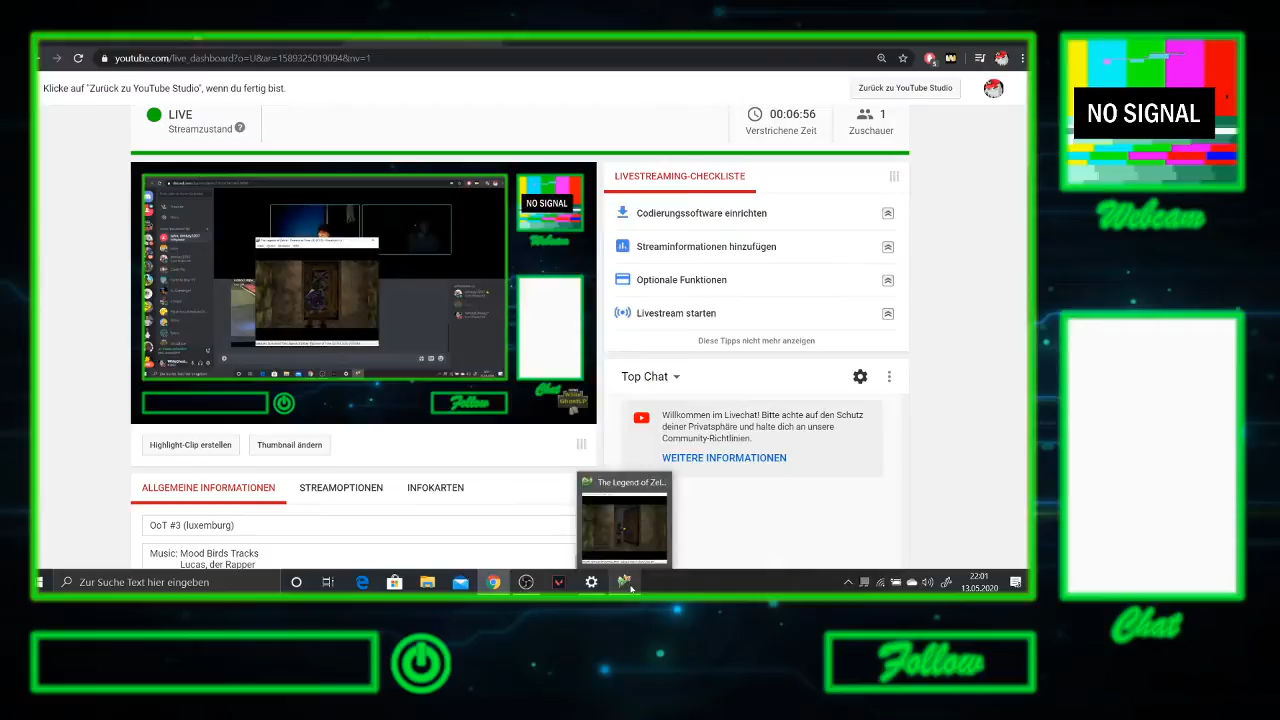 youtube.com/live_dashboard?o=U&ar=1589325019094&nv=1
Klicke auf "Zurück zu YouTube Studio", wenn du fertig bist.
Zurück zu YouTube Studio
LIVE
Streamzustand ?
00:06:56
Verstrichene Zeit
1
Zuschauer
NO SIGNAL
Webcam
NO SIGNAL
Webcam
Chat
Follow
LIVESTREAMING-CHECKLISTE
Codierungssoftware einrichten
Streaminformationen hinzufügen
Optionale Funktionen
Livestream starten
Diese Tipps nicht mehr anzeigen
Top Chat
Willkommen im Livechat! Bitte achte auf den Schutz
deiner Privatsphäre und halte dich an unsere
Community-Richtlinien.
WEITERE INFORMATIONEN
Highlight-Clip erstellen
Thumbnail ändern
ALLGEMEINE INFORMATIONEN
STREAMOPTIONEN
INFOKARTEN
The Legend of Zel...
OoT #3 (luxemburg)
Music: Mood Birds Tracks
Lucas, der Rapper
Zur Suche Text hier eingeben
22:01
13.05.2020
Chat
Follow